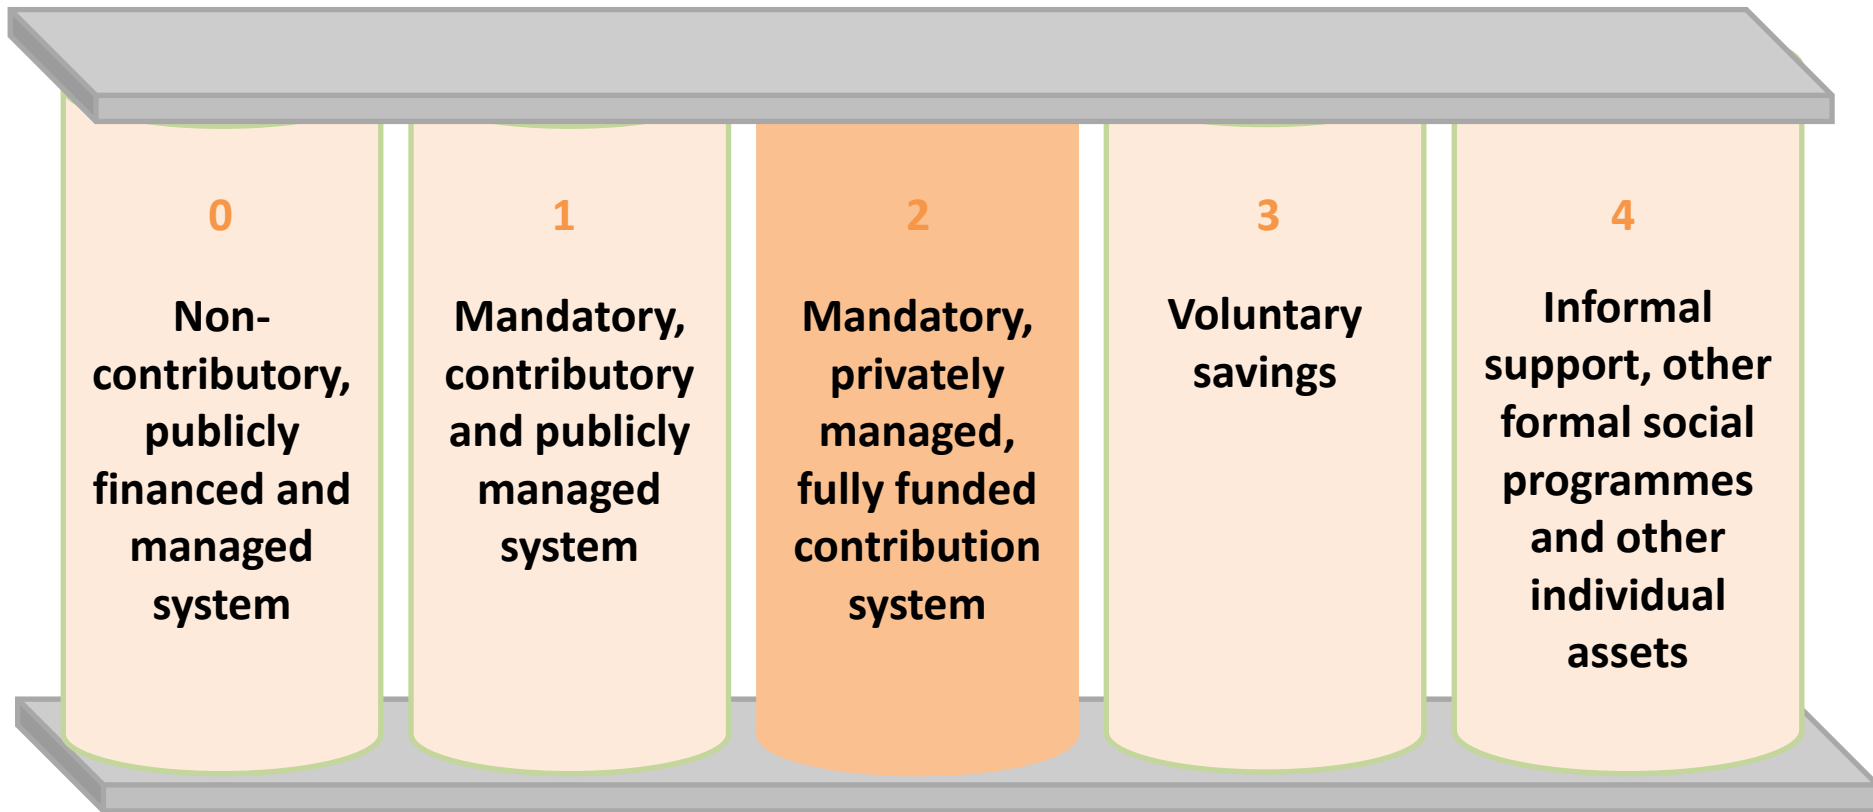 0
Non-
contributory,
publicly
financed and
managed
system
1
Mandatory,
contributory
and publicly
managed
system
2
Mandatory,
privately
managed,
fully funded
contribution
system
3
Voluntary
savings
4
Informal
support, other
formal social
programmes
and other
individual
assets